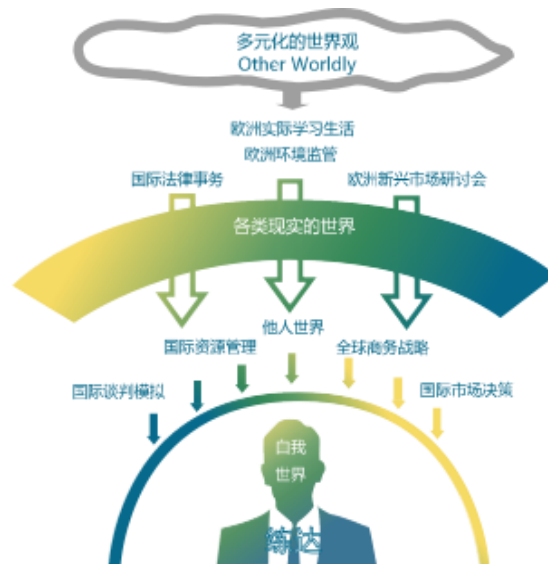 多元化的世界观
Other Worldly
欧洲实际学习生活
欧洲环境监管
国际法律事务
欧洲新兴市场研讨会
各类现实的世界
他人世界
国际资源管理
全球商务战略
国际谈判模拟
国际市场决策
自我
世界
练达